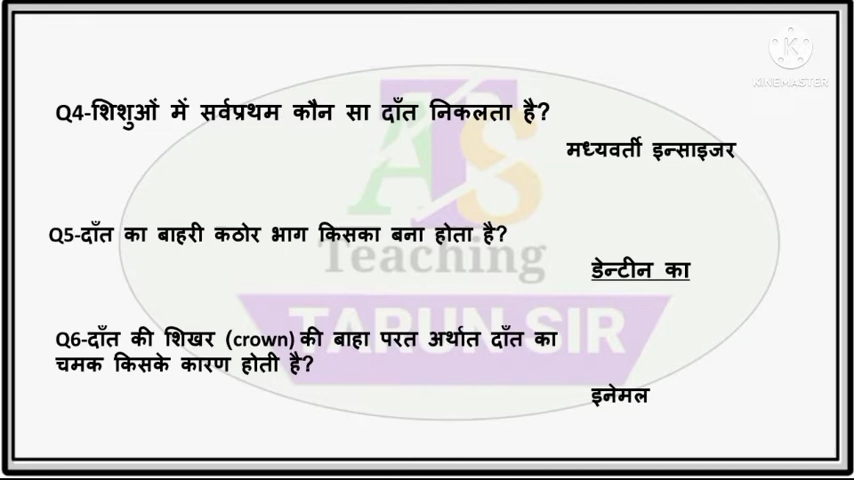 KINEMASTER
Q4-शिशुओं में सर्वप्रथम कौन सा दाँत निकलता है?
मध्यवर्ती इन्साइजर
Q5-दाँत का बाहरी कठोर भाग किसका बना होता है?
Teaching
डेन्टीन का
TARUN SIR
Q6-दाँत की शिखर (crown) की बाहा परत अर्थात दाँत का
चमक किसके कारण होती है?
इनेमल